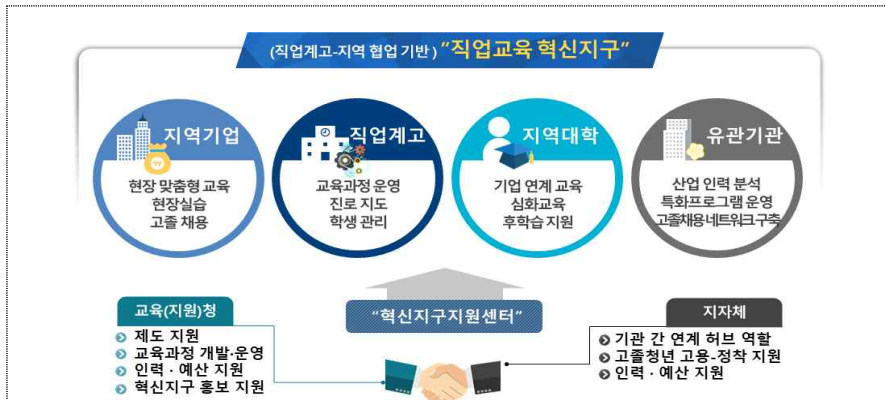 (직업계고-지역 협업 기반) "직업교육 혁신지구"
지역기업
현장 맞춤형 교육
현장실습
고졸 채용
직업계고
교육과정 운영
진로 지도
학생 관리
지역대학
기업 연계 교육
심화교육
후학습 지원
유관기관
산업 인력 분석
특화프로그램 운영
고졸채용네트워크구축
교육(지원)청
제도 지원
교육과정 개발·운영
인력·예산 지원
혁신지구 홍보 지원
"혁신지구지원센터"
지자체
기관 간 연계 허브 역할
고졸청년 고용-정착 지원
인력·예산 지원